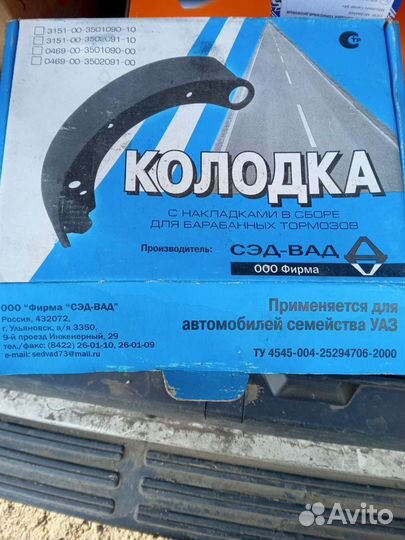 3151-00-3501090-10
3151-00-3502091-10
0469-00-3501090-00
0469-00-3502091-00
КОЛОДКА
С НАКЛАДКАМИ В СБОРЕ
ДЛЯ БАРАБАННЫХ ТОРМОЗОВ
Производитель: СЭД-ВАД
ООО Фирма
ООО "Фирма "СЭД-ВАД"
Россия, 432072,
г. Ульяновск, а/я 3350,
9-й проезд Инженерный, 29
тел./факс: (8422) 26-01-10, 26-01-09
e-mail: sedvad73@mail.ru
Применяется для
автомобилей семейства УАЗ
ТУ 4545-004-25294706-2000
Avito